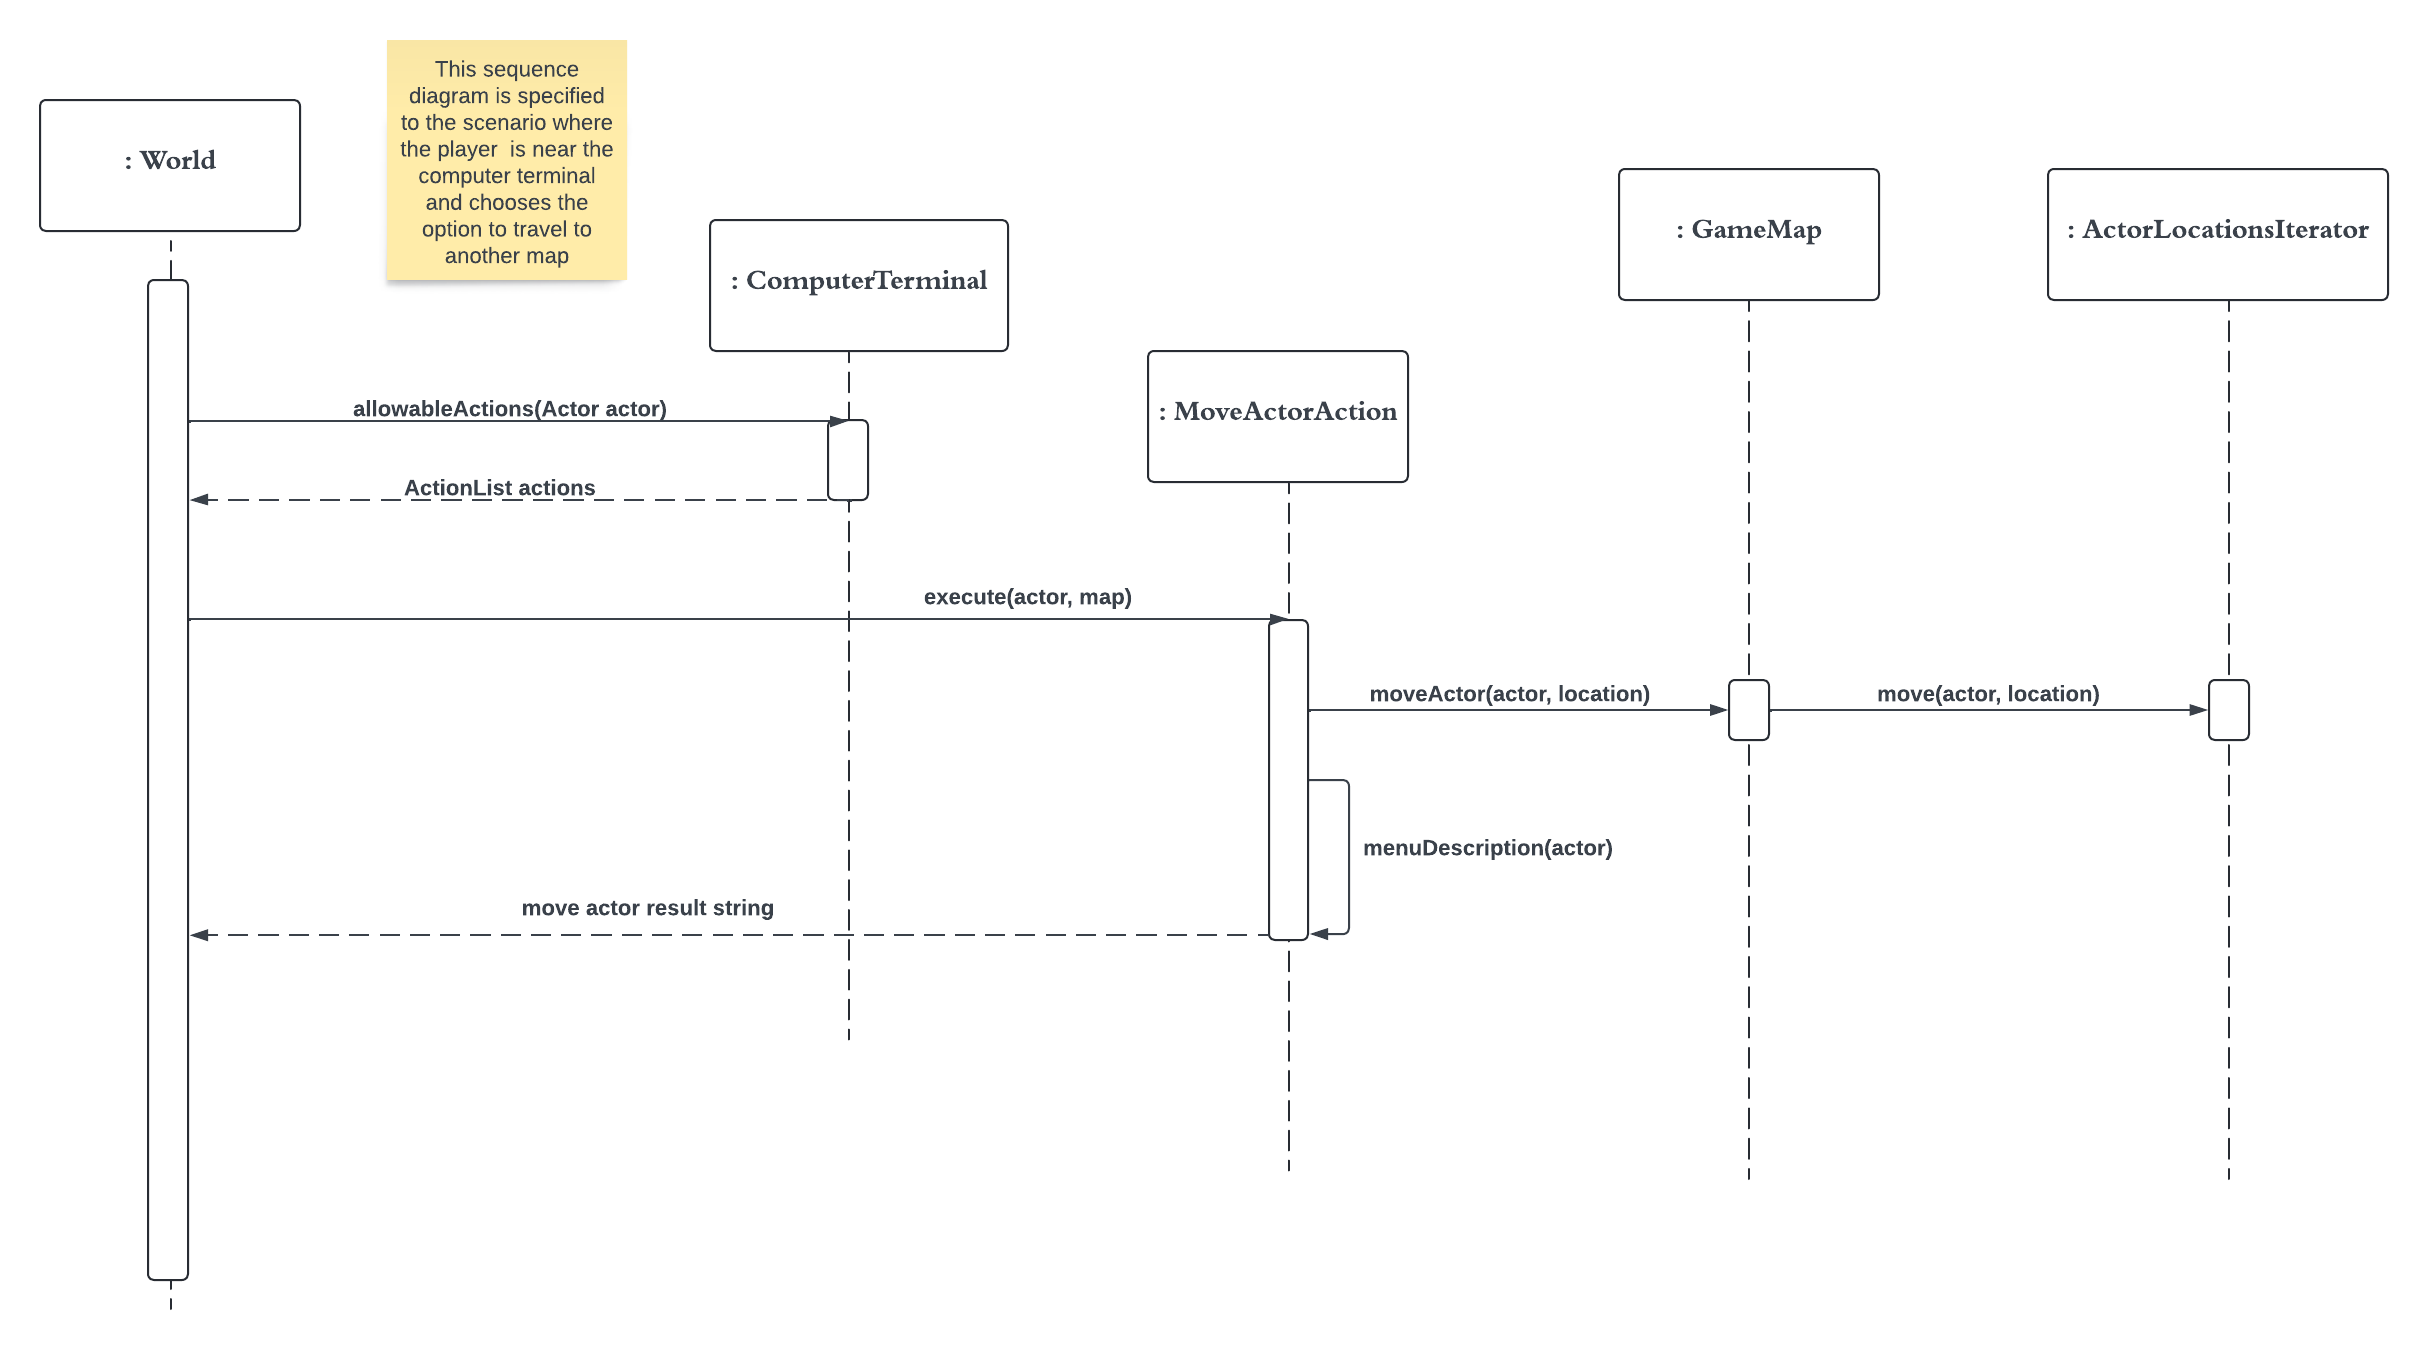 This sequence
diagram is specified
to the scenario where
the player  is near the
computer terminal
and chooses the
option to travel to
another map
: World
: ComputerTerminal
: GameMap
: ActorLocationsIterator
: MoveActorAction
allowableActions(Actor actor)
ActionList actions
execute(actor, map)
moveActor(actor, location)
move(actor, location)
menuDescription(actor)
move actor result string